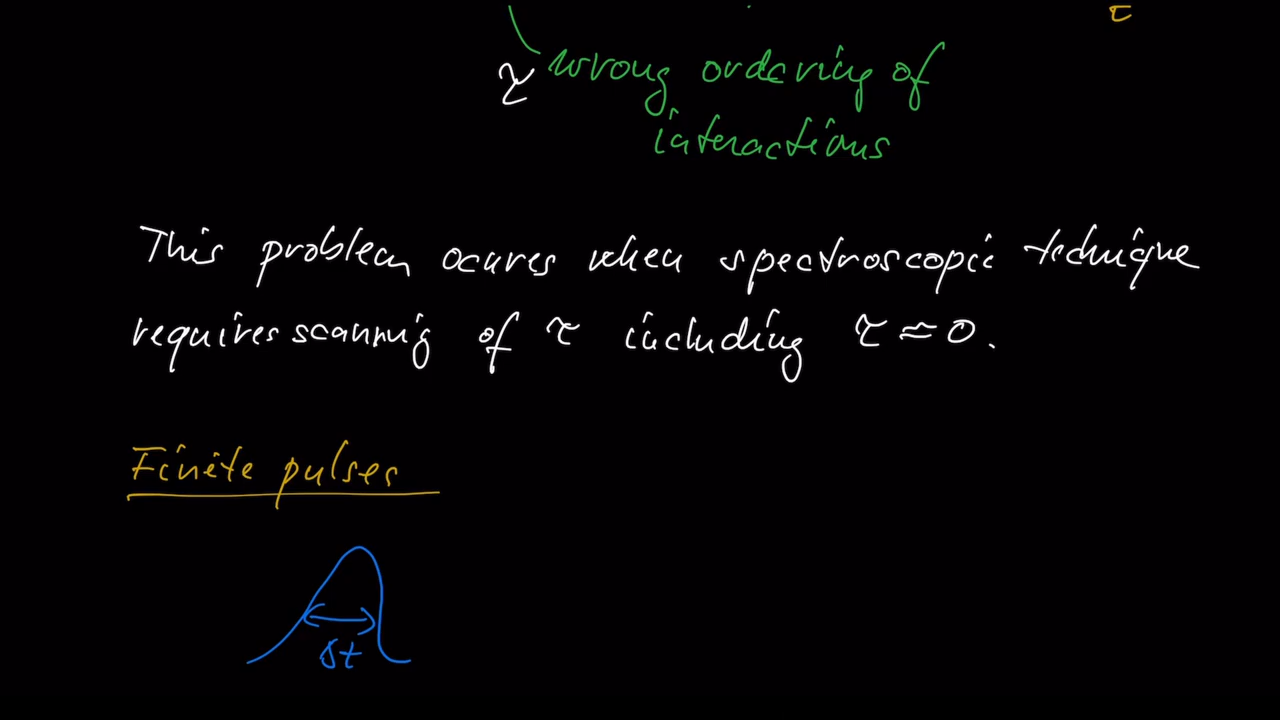 τ
τ wrong ordering of
interactions
This problem ocures when spectroscopic technique
requires scanning of τ including τ ≈ 0.
Finite pulses
δt